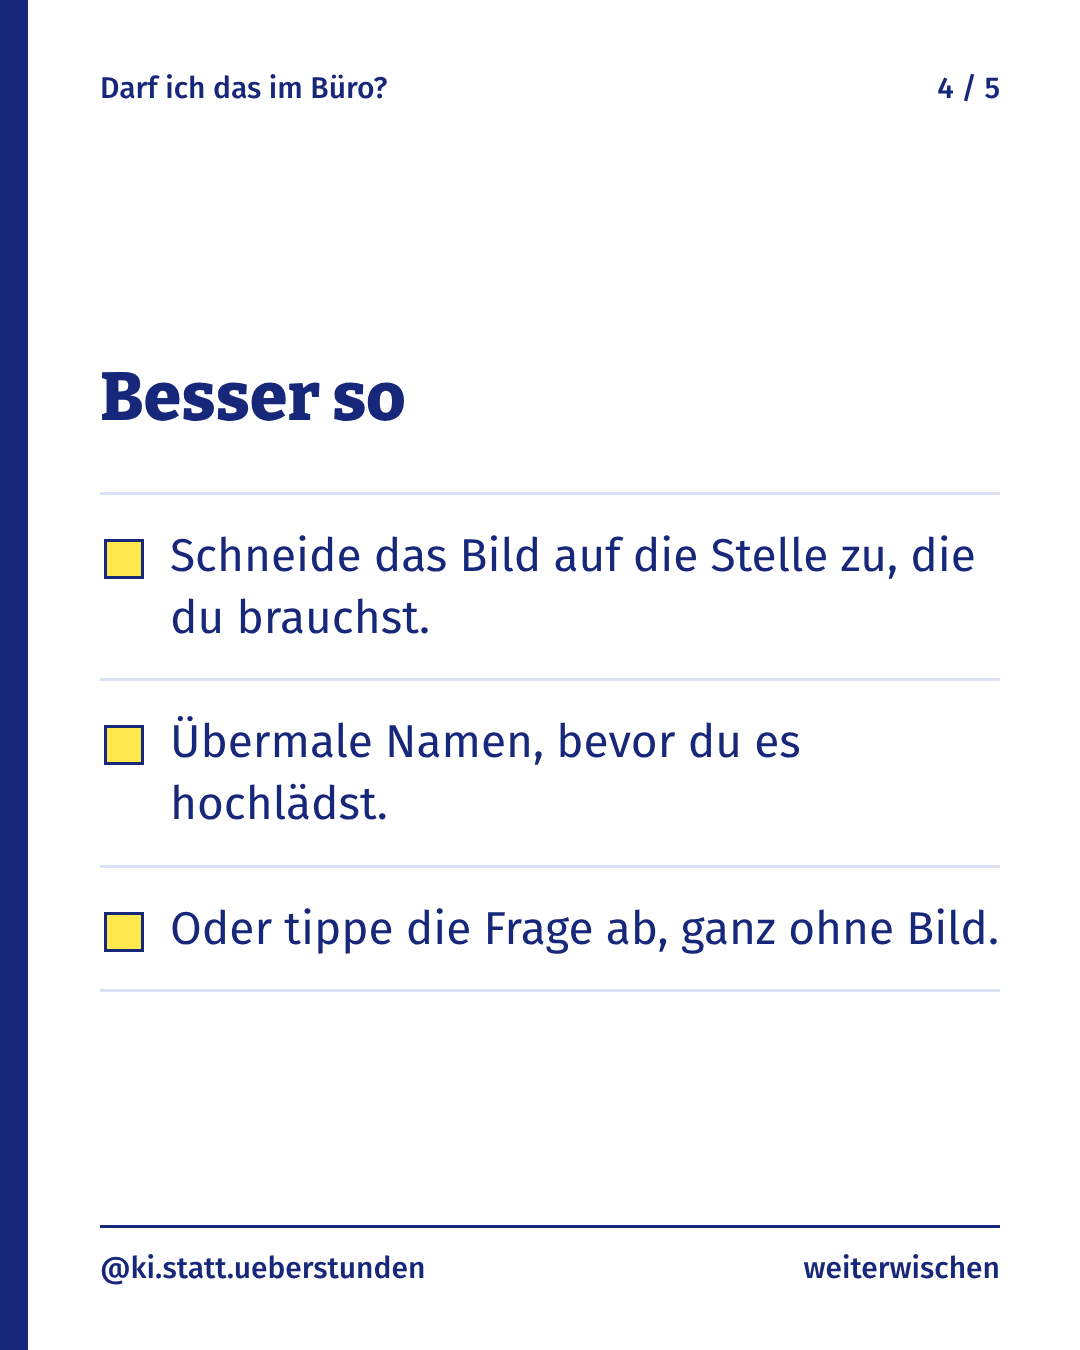 Darf ich das im Büro?
4 / 5
Besser so
Schneide das Bild auf die Stelle zu, die
du brauchst.
Übermale Namen, bevor du es
hochlädst.
Oder tippe die Frage ab, ganz ohne Bild.
@ki.statt.ueberstunden
weiterwischen